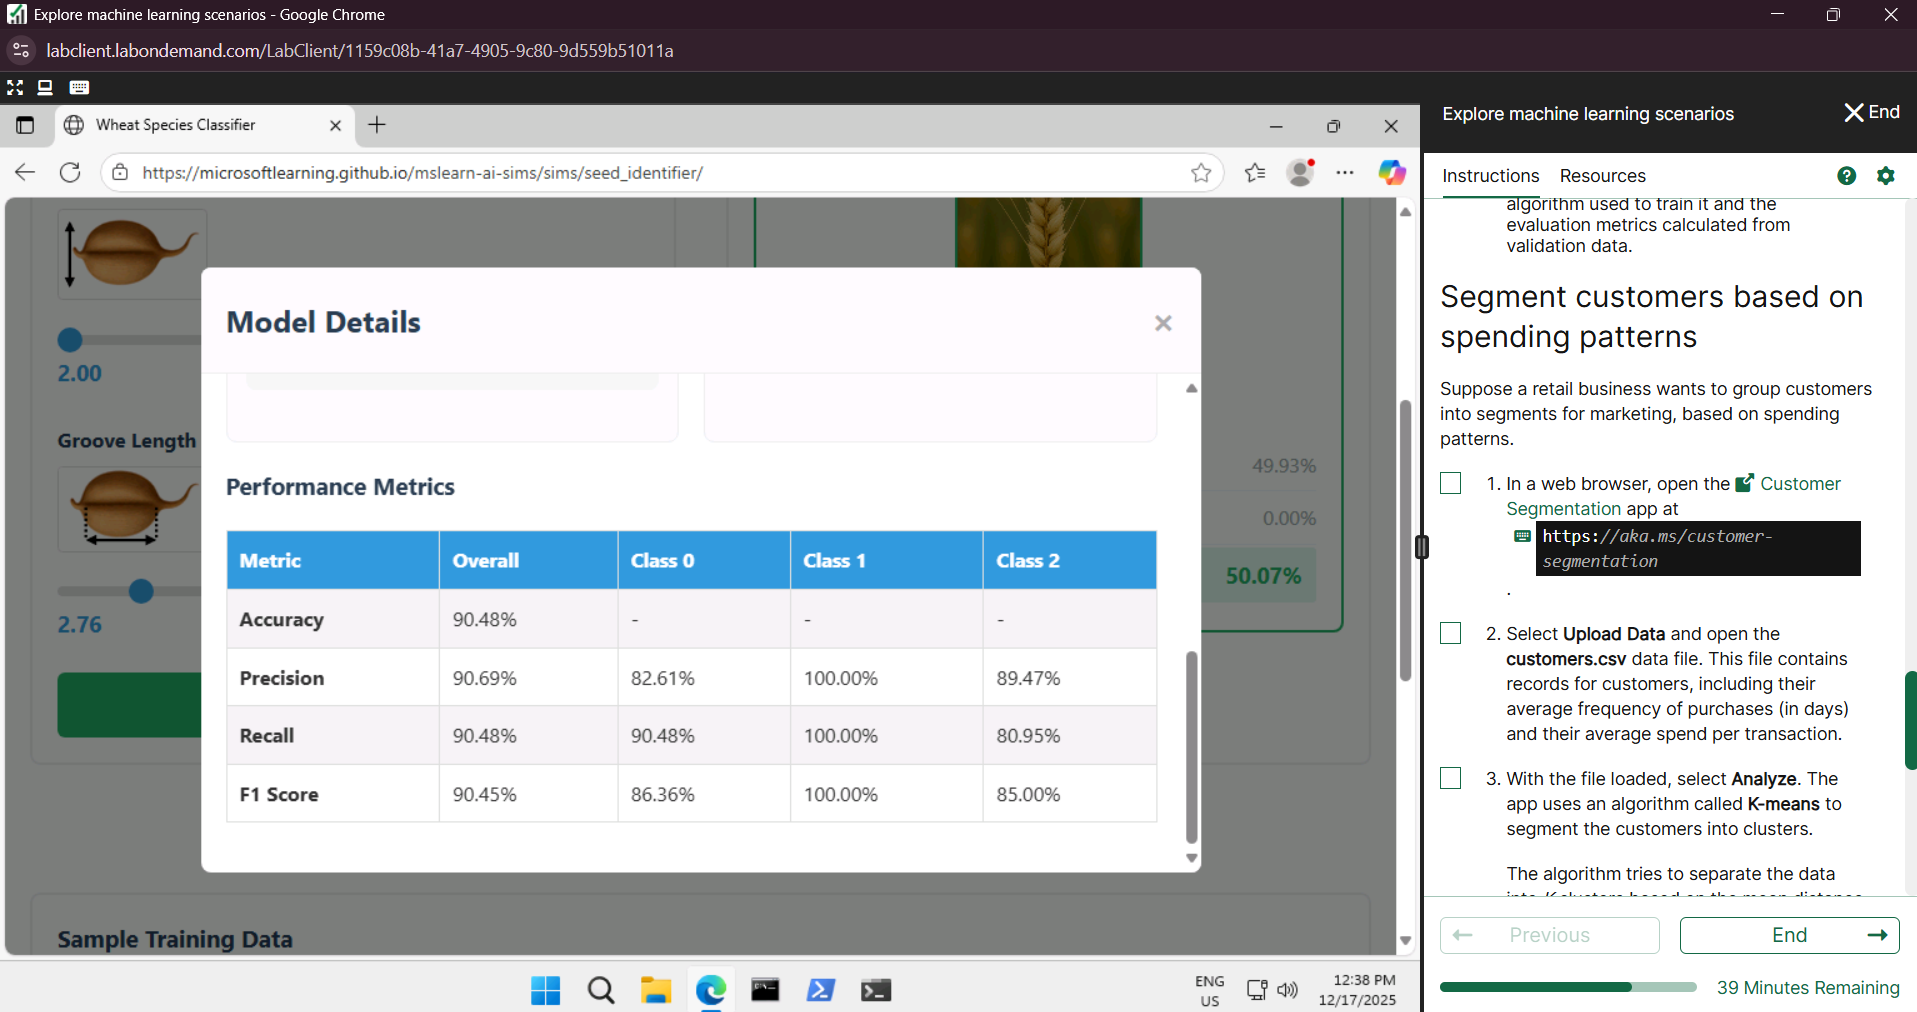 Explore machine learning scenarios - Google Chrome
labclient.labondemand.com/LabClient/1159c08b-41a7-4905-9c80-9d559b51011a
Wheat Species Classifier
https://microsoftlearning.github.io/mslearn-ai-sims/sims/seed_identifier/
2.00
Groove Length
2.76
49.93%
0.00%
50.07%
Model Details
Performance Metrics
Metric Overall Class 0 Class 1 Class 2
Accuracy 90.48% - - -
Precision 90.69% 82.61% 100.00% 89.47%
Recall 90.48% 90.48% 100.00% 80.95%
F1 Score 90.45% 86.36% 100.00% 85.00%
Sample Training Data
ENG
US
12:38 PM
12/17/2025
Explore machine learning scenarios
End
Instructions Resources
algorithm used to train it and the
evaluation metrics calculated from
validation data.
Segment customers based on
spending patterns
Suppose a retail business wants to group customers
into segments for marketing, based on spending
patterns.
1. In a web browser, open the Customer
Segmentation app at
https://aka.ms/customer-
segmentation
.
2. Select Upload Data and open the
customers.csv data file. This file contains
records for customers, including their
average frequency of purchases (in days)
and their average spend per transaction.
3. With the file loaded, select Analyze. The
app uses an algorithm called K-means to
segment the customers into clusters.
The algorithm tries to separate the data
Previous
End
39 Minutes Remaining